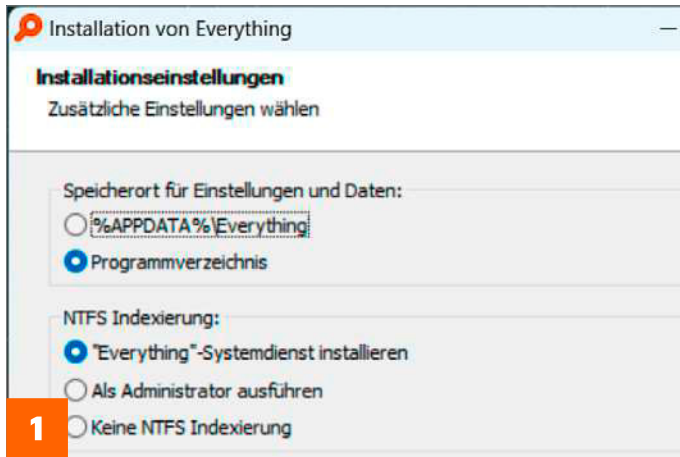 Installation von Everything
Installationseinstellungen
Zusätzliche Einstellungen wählen
Speicherort für Einstellungen und Daten:
%APPDATA%\Everything
Programmverzeichnis
NTFS Indexierung:
"Everything"-Systemdienst installieren
Als Administrator ausführen
Keine NTFS Indexierung
1